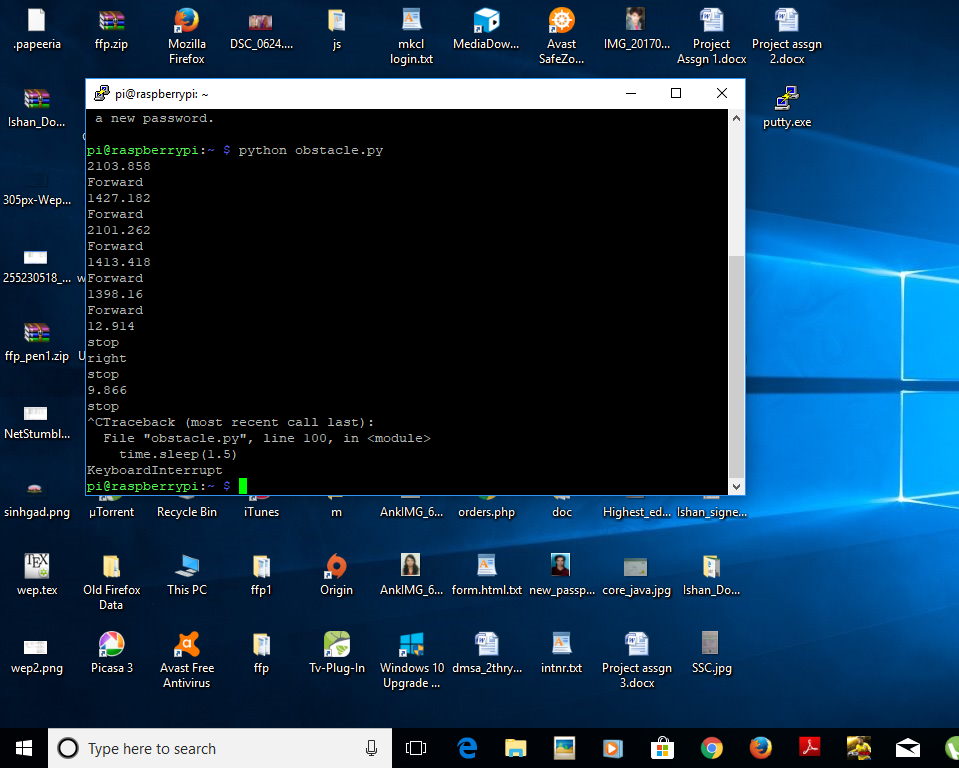 .papeeria
ffp.zip
Mozilla
Firefox
DSC_0624....
js
mkcl
login.txt
MediaDow...
Avast
SafeZo...
IMG_20170...
Project
Assgn 1.docx
Project assgn
2.docx
Ishan_Do...
putty.exe
305px-Wep...
255230518_...
ffp_pen1.zip
NetStumbl...
pi@raspberrypi: ~
a new password.
pi@raspberrypi:~ $ python obstacle.py
2103.858
Forward
1427.182
Forward
2101.262
Forward
1413.418
Forward
1398.16
Forward
12.914
stop
right
stop
9.866
stop
^CTraceback (most recent call last):
File "obstacle.py", line 100, in <module>
time.sleep(1.5)
KeyboardInterrupt
pi@raspberrypi:~ $
sinhgad.png
µTorrent
Recycle Bin
iTunes
m
AnkIMG_6...
orders.php
doc
Highest_ed...
Ishan_signe...
wep.tex
Old Firefox
Data
This PC
ffp1
Origin
AnkIMG_6...
form.html.txt
new_passp...
core_java.jpg
Ishan_Do...
wep2.png
Picasa 3
Avast Free
Antivirus
ffp
Tv-Plug-In
Windows 10
Upgrade ...
dmsa_2thry...
intnr.txt
Project assgn
3.docx
SSC.jpg
Type here to search